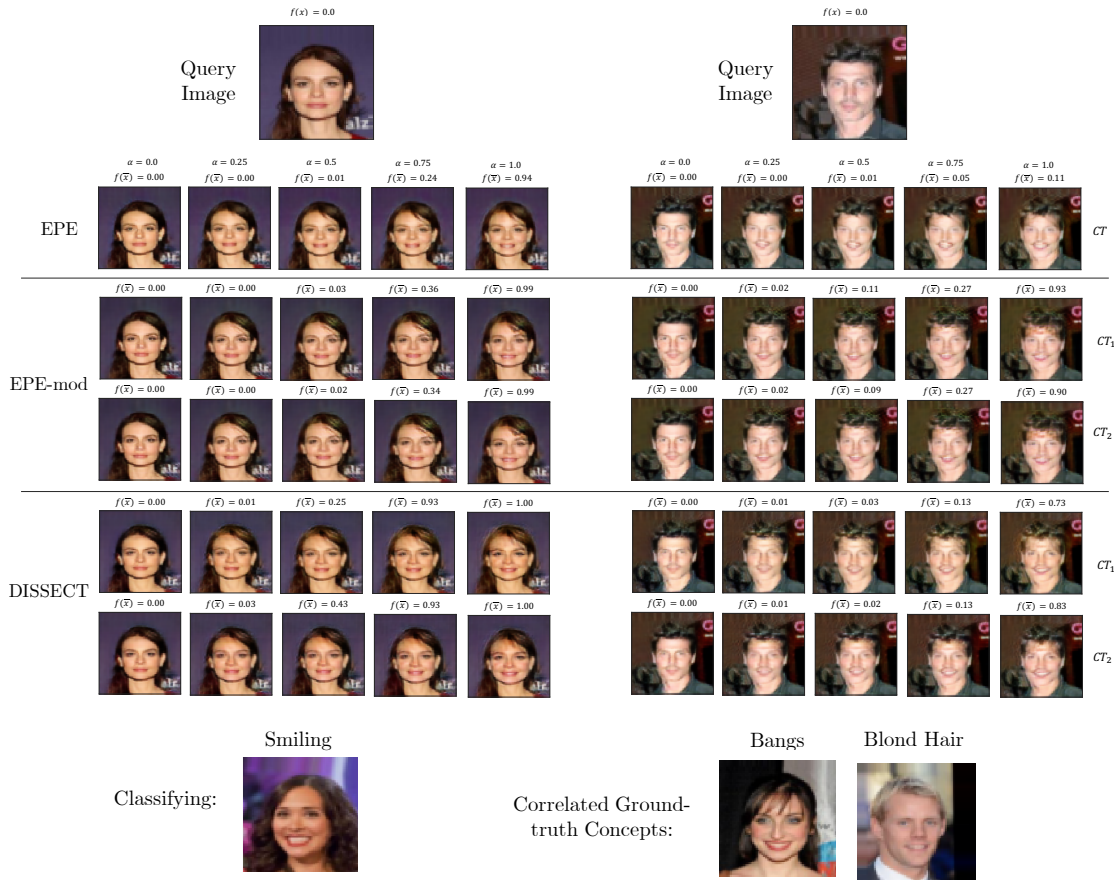 f(x) = 0.0
f(x) = 0.0
Query
Image
Query
Image
alz
G
α = 0.0 α = 0.25 α = 0.5 α = 0.75 α = 1.0
f(x̅) = 0.00 f(x̅) = 0.00 f(x̅) = 0.01 f(x̅) = 0.24 f(x̅) = 0.94
α = 0.0 α = 0.25 α = 0.5 α = 0.75 α = 1.0
f(x̅) = 0.00 f(x̅) = 0.00 f(x̅) = 0.01 f(x̅) = 0.05 f(x̅) = 0.11
EPE
CT
f(x̅) = 0.00 f(x̅) = 0.00 f(x̅) = 0.03 f(x̅) = 0.36 f(x̅) = 0.99
f(x̅) = 0.00 f(x̅) = 0.02 f(x̅) = 0.11 f(x̅) = 0.27 f(x̅) = 0.93
CT₁
EPE-mod
f(x̅) = 0.00 f(x̅) = 0.00 f(x̅) = 0.02 f(x̅) = 0.34 f(x̅) = 0.99
f(x̅) = 0.00 f(x̅) = 0.02 f(x̅) = 0.09 f(x̅) = 0.27 f(x̅) = 0.90
CT₂
f(x̅) = 0.00 f(x̅) = 0.01 f(x̅) = 0.25 f(x̅) = 0.93 f(x̅) = 1.00
f(x̅) = 0.00 f(x̅) = 0.01 f(x̅) = 0.03 f(x̅) = 0.13 f(x̅) = 0.73
CT₁
DISSECT
f(x̅) = 0.00 f(x̅) = 0.03 f(x̅) = 0.43 f(x̅) = 0.93 f(x̅) = 1.00
f(x̅) = 0.00 f(x̅) = 0.01 f(x̅) = 0.02 f(x̅) = 0.13 f(x̅) = 0.83
CT₂
Smiling
Classifying:
Bangs Blond Hair
Correlated Ground-
truth Concepts: